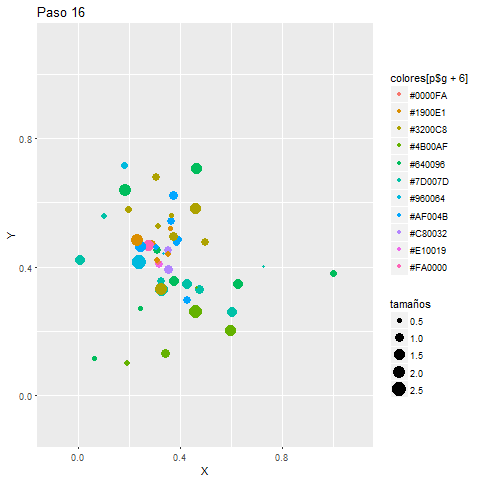 Paso 16
Y
0.8
0.4
0.0
0.0
0.4
0.8
X
colores[p$g + 6]
#0000FA
#1900E1
#3200C8
#4B00AF
#640096
#7D007D
#960064
#AF004B
#C80032
#E10019
#FA0000
tamaños
0.5
1.0
1.5
2.0
2.5